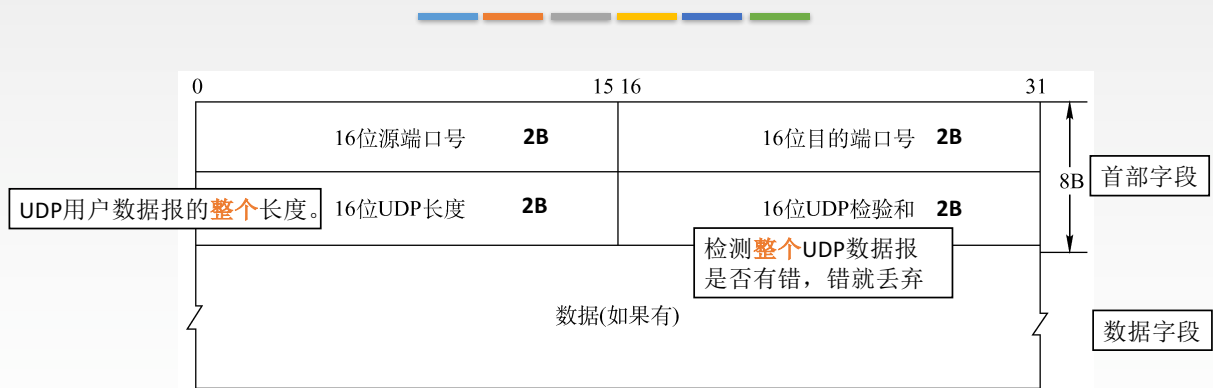 0 15 16 31
16位源端口号 2B 16位目的端口号 2B
8B
首部字段
UDP用户数据报的整个长度。
16位UDP长度 2B 16位UDP检验和 2B
检测整个UDP数据报
是否有错，错就丢弃
数据(如果有)
数据字段